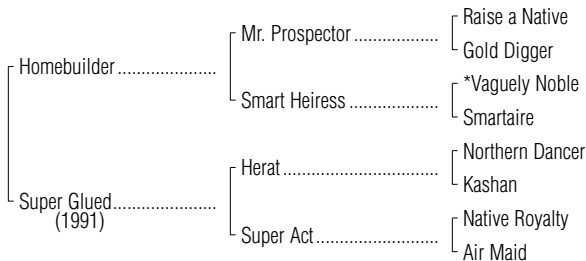 Raise a Native
Mr. Prospector ..................
Gold Digger
Homebuilder .....................
*Vaguely Noble
Smart Heiress ...................
Smartaire
Northern Dancer
Herat .................................
Kashan
Super Glued ......................
(1991)
Native Royalty
Super Act ..........................
Air Maid